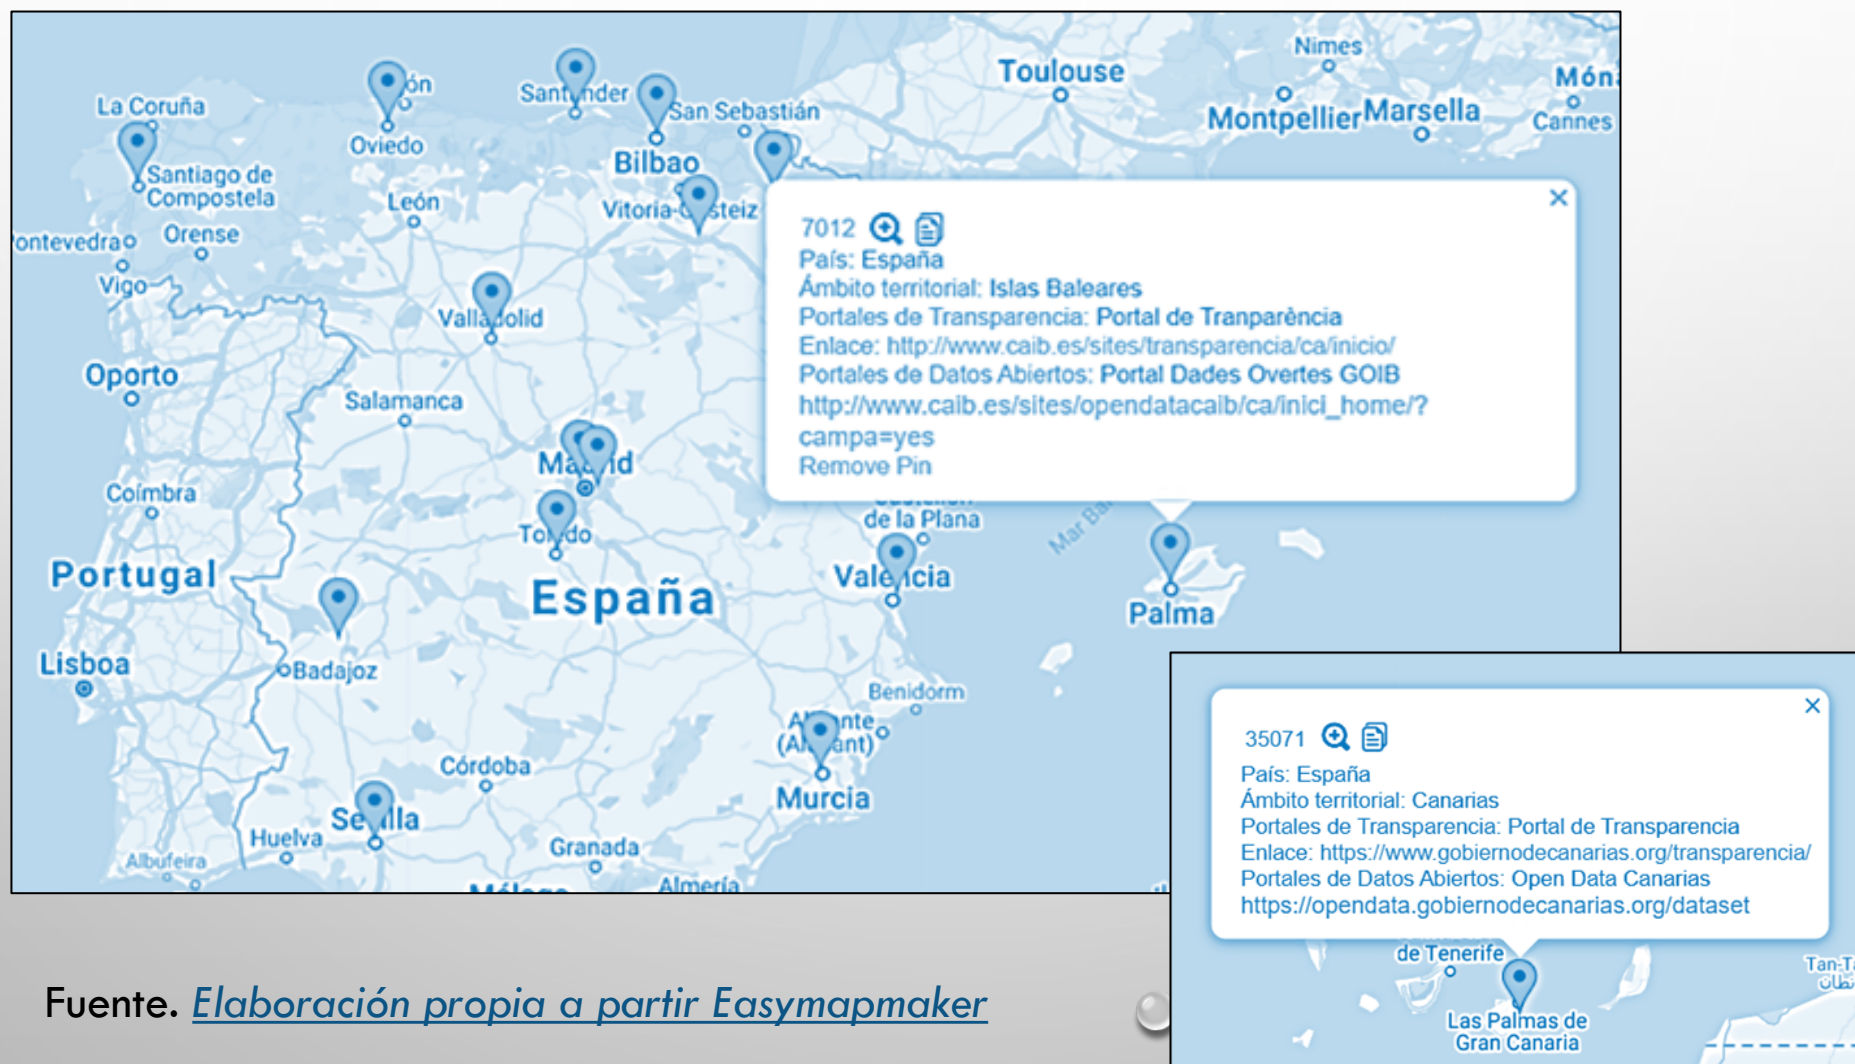 Nimes
Toulouse
Móna
Montpellier
Marsella
Cannes
La Coruña
Oviedo
Santander
San Sebastián
Bilbao
Santiago de
Compostela
León
Vitoria-Gasteiz
Pontevedra
Orense
Vigo
Valladolid
Oporto
Salamanca
Madrid
Coímbra
Toledo
de la Plana
Mar Ba
Portugal
España
Valencia
Palma
Lisboa
Badajoz
Benidorm
Alicante
(Alacant)
Córdoba
Murcia
Sevilla
Huelva
Granada
Albufeira
Málaga
Almería
7012
País: España
Ámbito territorial: Islas Baleares
Portales de Transparencia: Portal de Tranparència
Enlace: http://www.caib.es/sites/transparencia/ca/inicio/
Portales de Datos Abiertos: Portal Dades Overtes GOIB
http://www.caib.es/sites/opendatacaib/ca/inici_home/?
campa=yes
Remove Pin
35071
País: España
Ámbito territorial: Canarias
Portales de Transparencia: Portal de Transparencia
Enlace: https://www.gobiernodecanarias.org/transparencia/
Portales de Datos Abiertos: Open Data Canarias
https://opendata.gobiernodecanarias.org/dataset
de Tenerife
Tan-Ta
Las Palmas de
Gran Canaria
Fuente. Elaboración propia a partir Easymapmaker